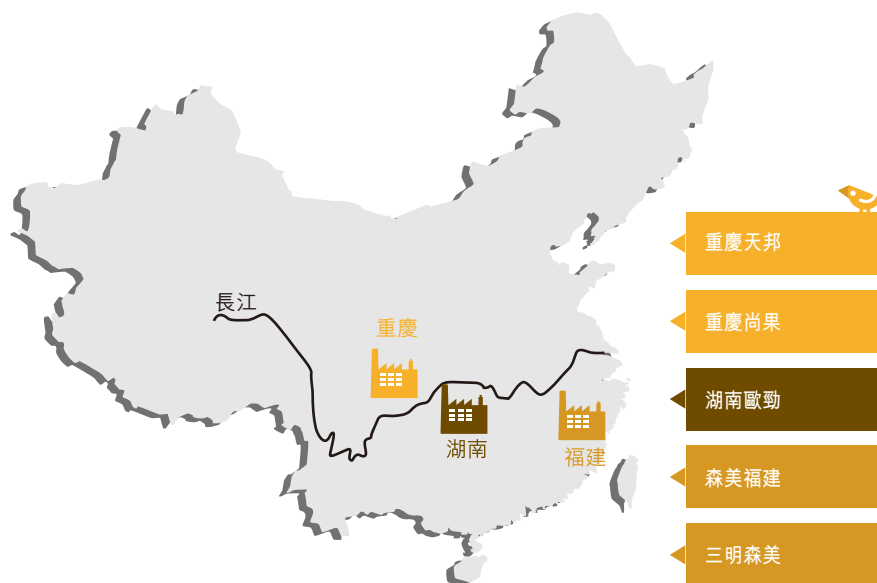 長江
重慶
湖南
福建
重慶天邦
重慶尚果
湖南歐勁
森美福建
三明森美